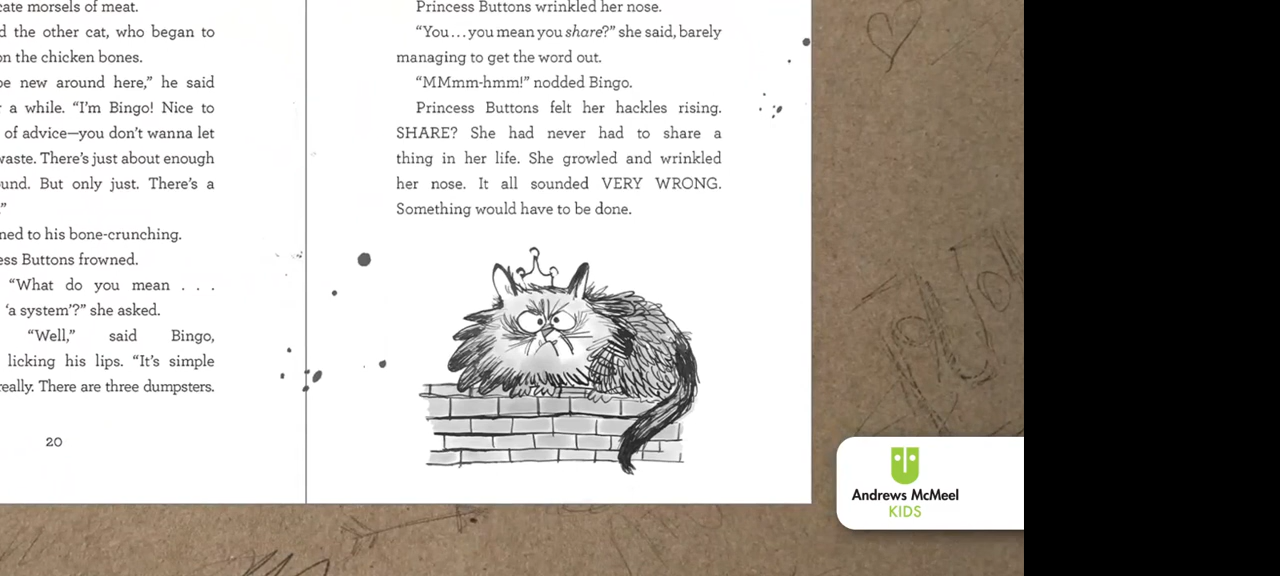 cate morsels of meat.
d the other cat, who began to
on the chicken bones.
be new around here,” he said
r a while. “I’m Bingo! Nice to
of advice—you don’t wanna let
waste. There’s just about enough
und. But only just. There’s a
.”
ned to his bone-crunching.
ess Buttons frowned.
“What do you mean . . .
‘a system’?” she asked.
“Well,” said Bingo,
licking his lips. “It’s simple
really. There are three dumpsters.
20
Princess Buttons wrinkled her nose.
“You...you mean you share?” she said, barely
managing to get the word out.
“MMmm-hmm!” nodded Bingo.
Princess Buttons felt her hackles rising.
SHARE? She had never had to share a
thing in her life. She growled and wrinkled
her nose. It all sounded VERY WRONG.
Something would have to be done.
Andrews McMeel
KIDS